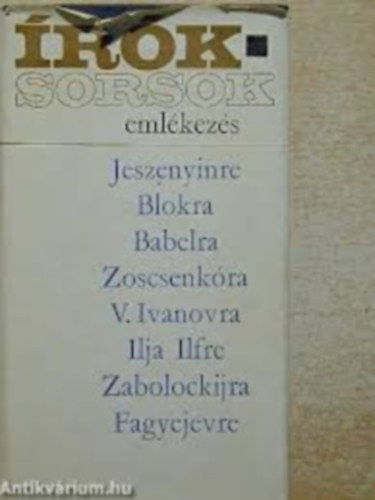 ÍRÓK
SORSOK
emlékezés
Jeszenyinre
Blokra
Babelra
Zoscsenkóra
V. Ivanovra
Ilja Ilfre
Zabolockijra
Fagyejevre
Antikvárium.hu